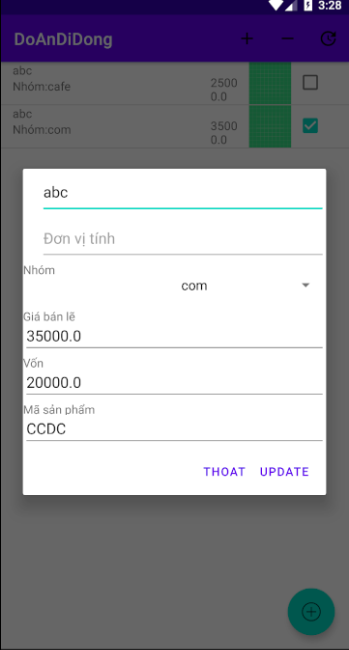 3:28
DoAnDiDong
abc
Nhóm:cafe
2500
0.0
abc
Nhóm:com
3500
0.0
abc
Đơn vị tính
Nhóm
com
Giá bán lẽ
35000.0
Vốn
20000.0
Mã sản phẩm
CCDC
THOAT UPDATE